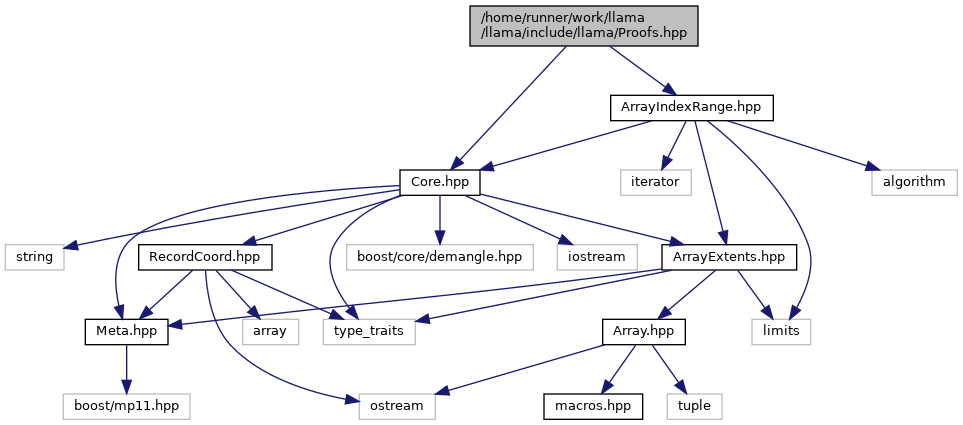 /home/runner/work/llama
/llama/include/llama/Proofs.hpp
ArrayIndexRange.hpp
Core.hpp
iterator
algorithm
string
RecordCoord.hpp
boost/core/demangle.hpp
iostream
ArrayExtents.hpp
Meta.hpp
array
type_traits
Array.hpp
limits
boost/mp11.hpp
ostream
macros.hpp
tuple